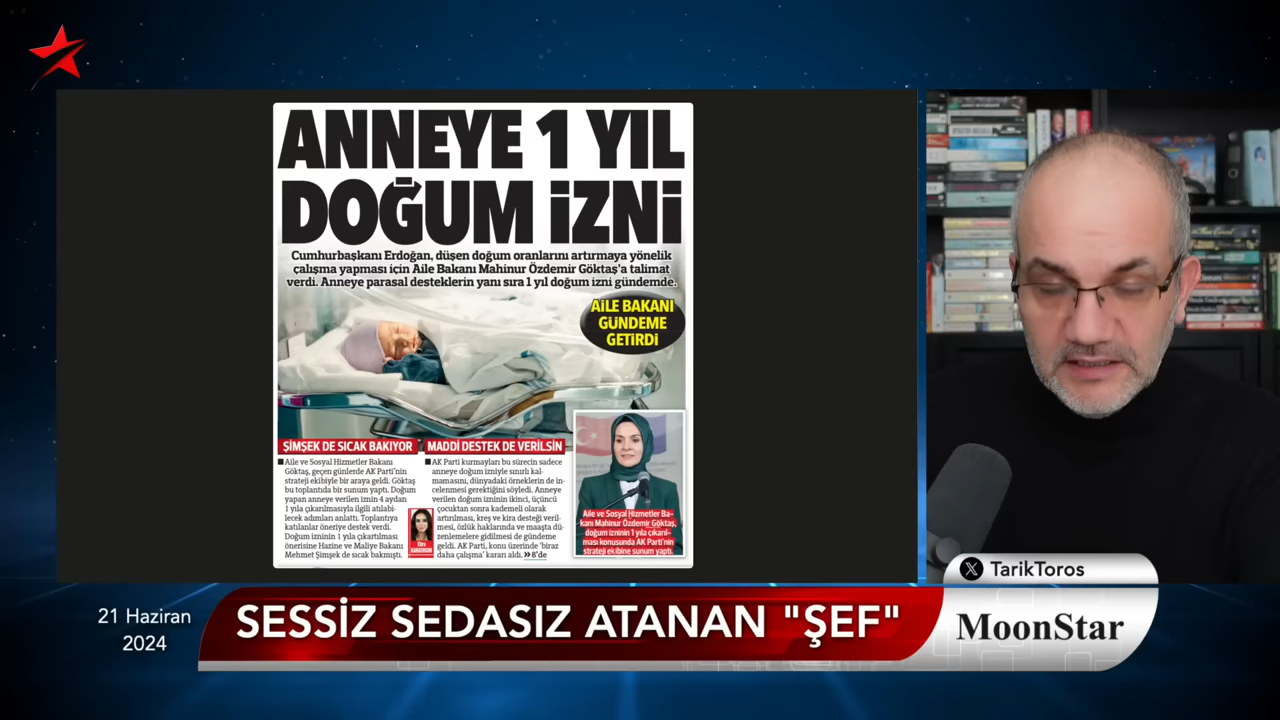 ANNEYE 1 YIL
DOĞUM İZNİ
Cumhurbaşkanı Erdoğan, düşen doğum oranlarını artırmaya yönelik
çalışma yapması için Aile Bakanı Mahinur Özdemir Göktaş'a talimat
verdi. Anneye parasal desteklerin yanı sıra 1 yıl doğum izni gündemde.
AİLE BAKANI
GÜNDEME
GETİRDİ
ŞİMŞEK DE SICAK BAKIYOR
Aile ve Sosyal Hizmetler Bakanı
Göktaş, geçen günlerde AK Parti'nin
strateji ekibiyle bir araya geldi. Göktaş
bu toplantıda bir sunum yaptı. Doğum
yapan anneye verilen iznin 4 aydan
1 yıla çıkarılmasıyla ilgili atılabi-
lecek adımları anlattı. Toplantıya
katılanlar öneriye destek verdi.
Doğum izninin 1 yıla çıkartılması
önerisine Hazine ve Maliye Bakanı
Mehmet Şimşek de sıcak bakmıştı.
MADDİ DESTEK DE VERİLSİN
AK Parti kurmayları bu sürecin sadece
anneye doğum izniyle sınırlı kal-
mamasını, dünyadaki örneklerin de in-
celenmesi gerektiğini söyledi. Anneye
verilen doğum izninin ikinci, üçüncü
çocuktan sonra kademeli olarak
artırılması, kreş ve kira desteği veril-
mesi, özlük haklarında ve maaşta dü-
zenlemelere gidilmesi de gündeme
geldi. AK Parti, konu üzerinde 'biraz
daha çalışma' kararı aldı. »8'de
Aile ve Sosyal Hizmetler Ba-
kanı Mahinur Özdemir Göktaş,
doğum izninin 1 yıla çıkarıl-
ması konusunda AK Parti'nin
strateji ekibine sunum yaptı.
TarikToros
21 Haziran
2024
SESSİZ SEDASIZ ATANAN "ŞEF"
MoonStar